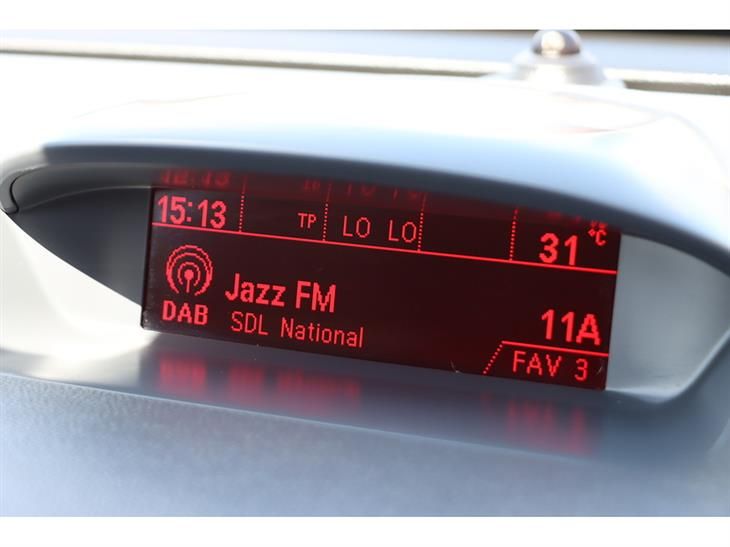 15:13 TP LO LO 31 °C
Jazz FM
DAB SDL National 11A
FAV 3